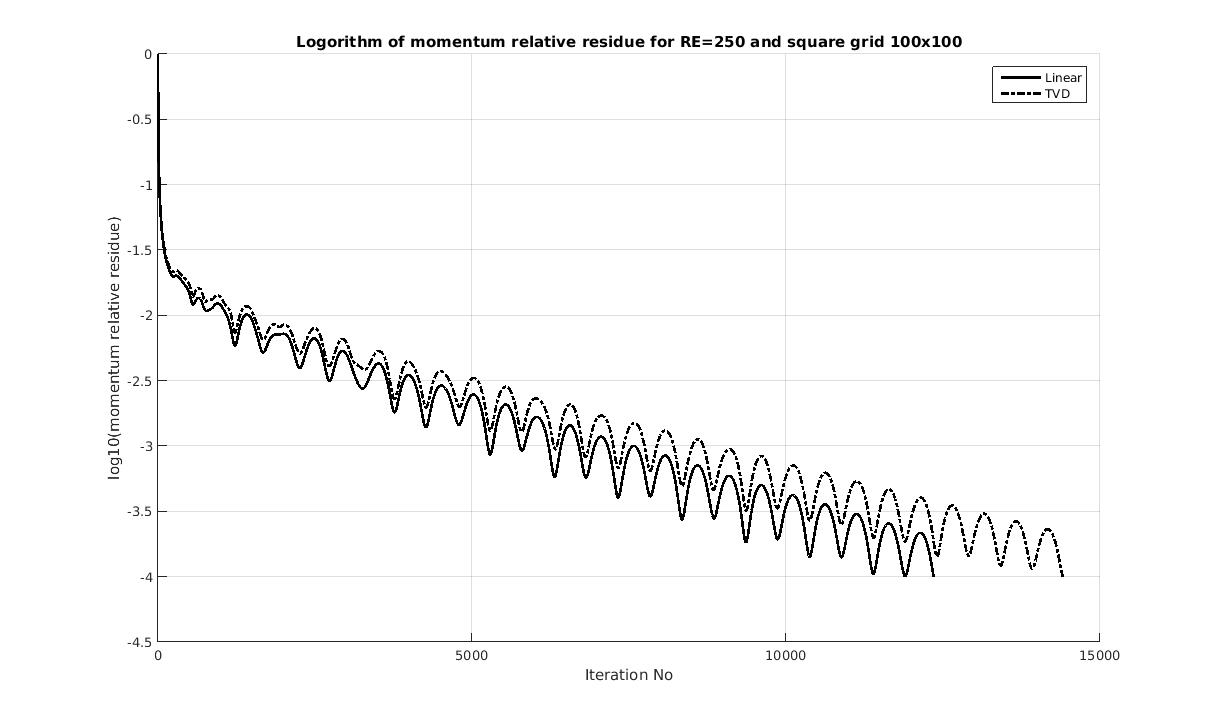 Logorithm of momentum relative residue for RE=250 and square grid 100x100
Linear
TVD
0
-0.5
-1
-1.5
-2
-2.5
-3
-3.5
-4
-4.5
log10(momentum relative residue)
0
5000
10000
15000
Iteration No